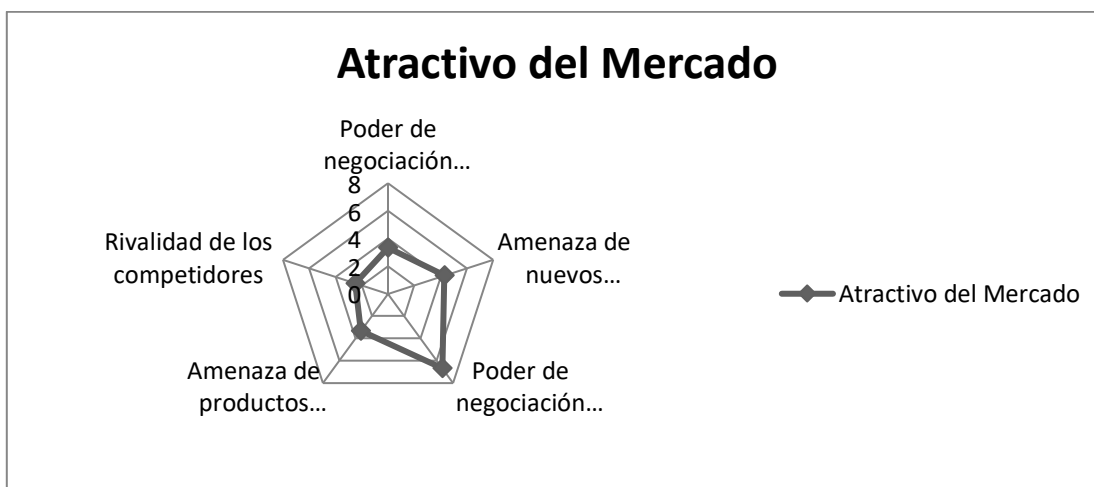 Atractivo del Mercado
Poder de
negociación...
8
6
4
2
0
Amenaza de
nuevos...
Poder de
negociación...
Amenaza de
productos...
Rivalidad de los
competidores
Atractivo del Mercado